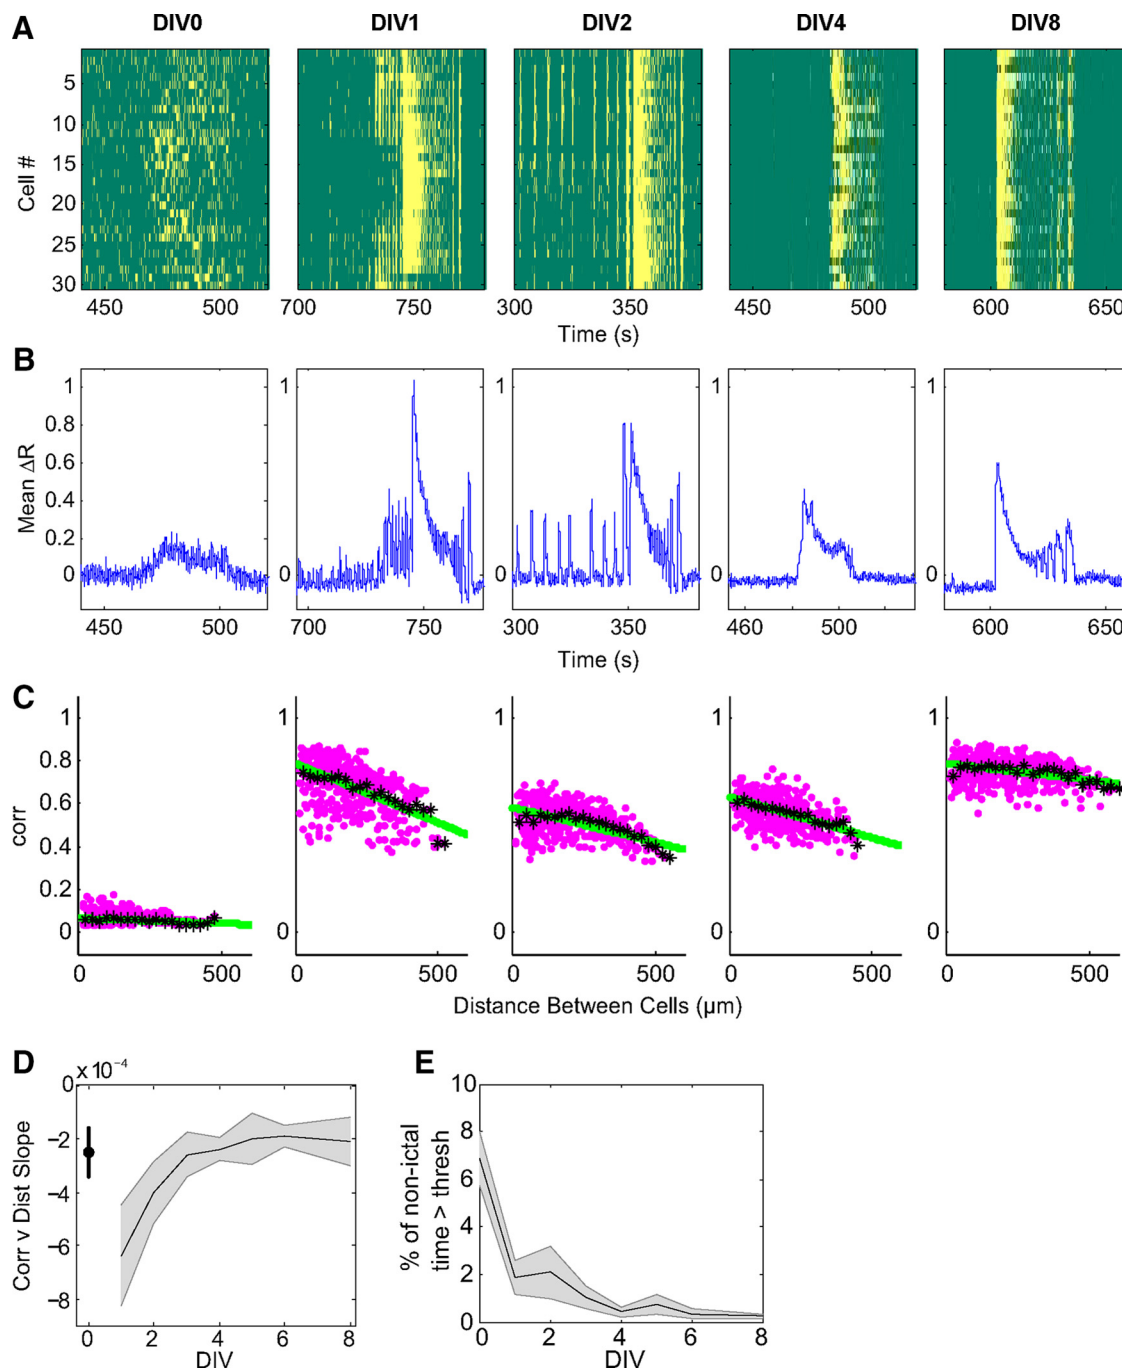 A
DIV0 DIV1 DIV2 DIV4 DIV8
Cell #
5
10
15
20
25
30
450 500 700 750 300 350 450 500 600 650
Time (s)
B
Mean ΔR
1 1 1 1 1
0.8
0.6
0.4
0.2
0 0 0 0 0
450 500 700 750 300 350 460 500 600 650
Time (s)
C
corr
1 1 1 1 1
0.8
0.6
0.4
0.2
0 0 0 0 0
0 500 0 500 0 500 0 500 0 500
Distance Between Cells (µm)
D
0 ×10⁻⁴
−2
−4
−6
−8
Corr v Dist Slope
0 2 4 6 8
DIV
E
10
8
6
4
2
0
% of non-ictal
time > thresh
0 2 4 6 8
DIV